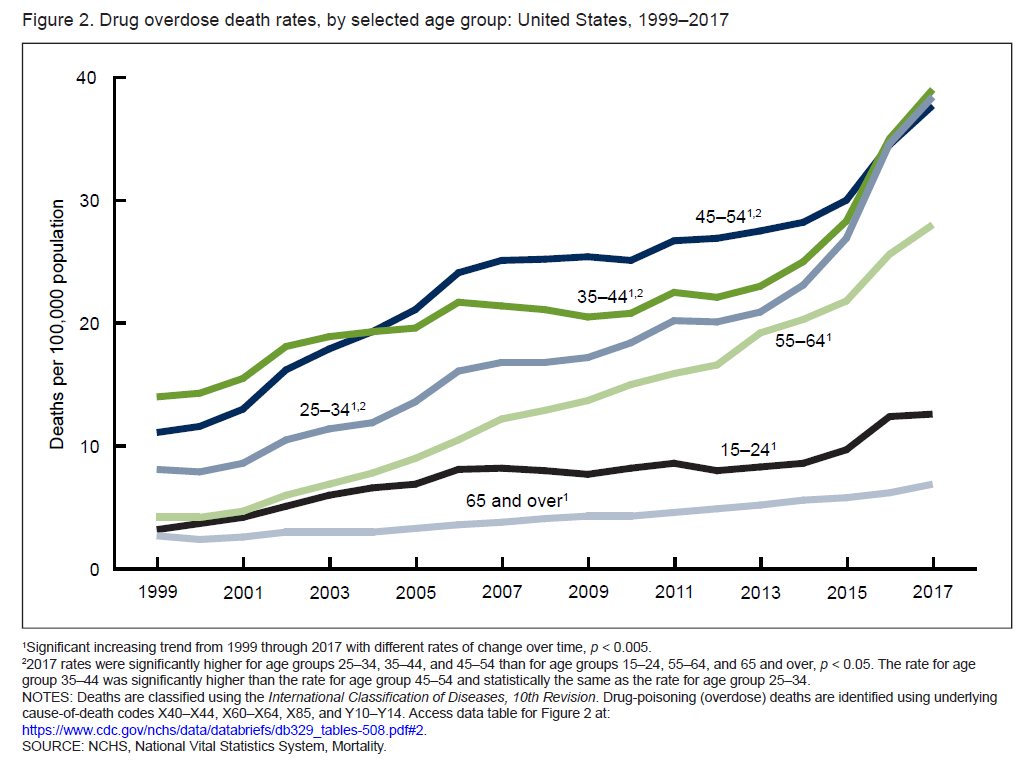 Figure 2. Drug overdose death rates, by selected age group: United States, 1999–2017
40
30
20
10
0
Deaths per 100,000 population
45–54¹,²
35–44¹,²
55–64¹
25–34¹,²
15–24¹
65 and over¹
1999 2001 2003 2005 2007 2009 2011 2013 2015 2017
¹Significant increasing trend from 1999 through 2017 with different rates of change over time, p < 0.005.
²2017 rates were significantly higher for age groups 25–34, 35–44, and 45–54 than for age groups 15–24, 55–64, and 65 and over, p < 0.05. The rate for age
group 35–44 was significantly higher than the rate for age group 45–54 and statistically the same as the rate for age group 25–34.
NOTES: Deaths are classified using the International Classification of Diseases, 10th Revision. Drug-poisoning (overdose) deaths are identified using underlying
cause-of-death codes X40–X44, X60–X64, X85, and Y10–Y14. Access data table for Figure 2 at:
https://www.cdc.gov/nchs/data/databriefs/db329_tables-508.pdf#2.
SOURCE: NCHS, National Vital Statistics System, Mortality.